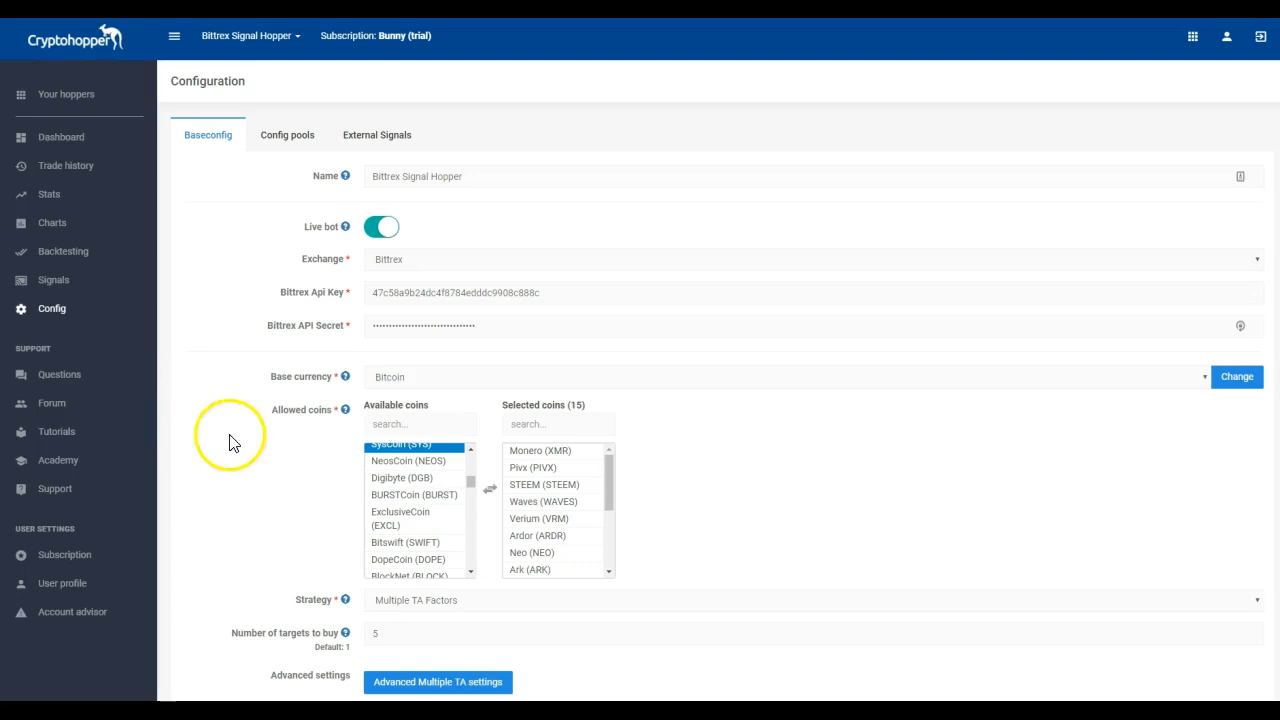 Cryptohopper
Bittrex Signal Hopper
Subscription: Bunny (trial)
Your hoppers
Dashboard
Trade history
Stats
Charts
Backtesting
Signals
Config
SUPPORT
Questions
Forum
Tutorials
Academy
Support
USER SETTINGS
Subscription
User profile
Account advisor
Configuration
Baseconfig
Config pools
External Signals
Name
Bittrex Signal Hopper
Live bot
Exchange *
Bittrex
Bittrex Api Key *
47c58a9b24dc4f8784edddc9908c888c
Bittrex API Secret *
••••••••••••••••••••••••••••••••
Base currency *
Bitcoin
Change
Allowed coins *
Available coins
search...
SysCoin (SYS)
NeosCoin (NEOS)
Digibyte (DGB)
BURSTCoin (BURST)
ExclusiveCoin
(EXCL)
Bitswift (SWIFT)
DopeCoin (DOPE)
BlockNet (BLOCK)
Selected coins (15)
search...
Monero (XMR)
Pivx (PIVX)
STEEM (STEEM)
Waves (WAVES)
Verium (VRM)
Ardor (ARDR)
Neo (NEO)
Ark (ARK)
Strategy *
Multiple TA Factors
Number of targets to buy
Default: 1
5
Advanced settings
Advanced Multiple TA settings